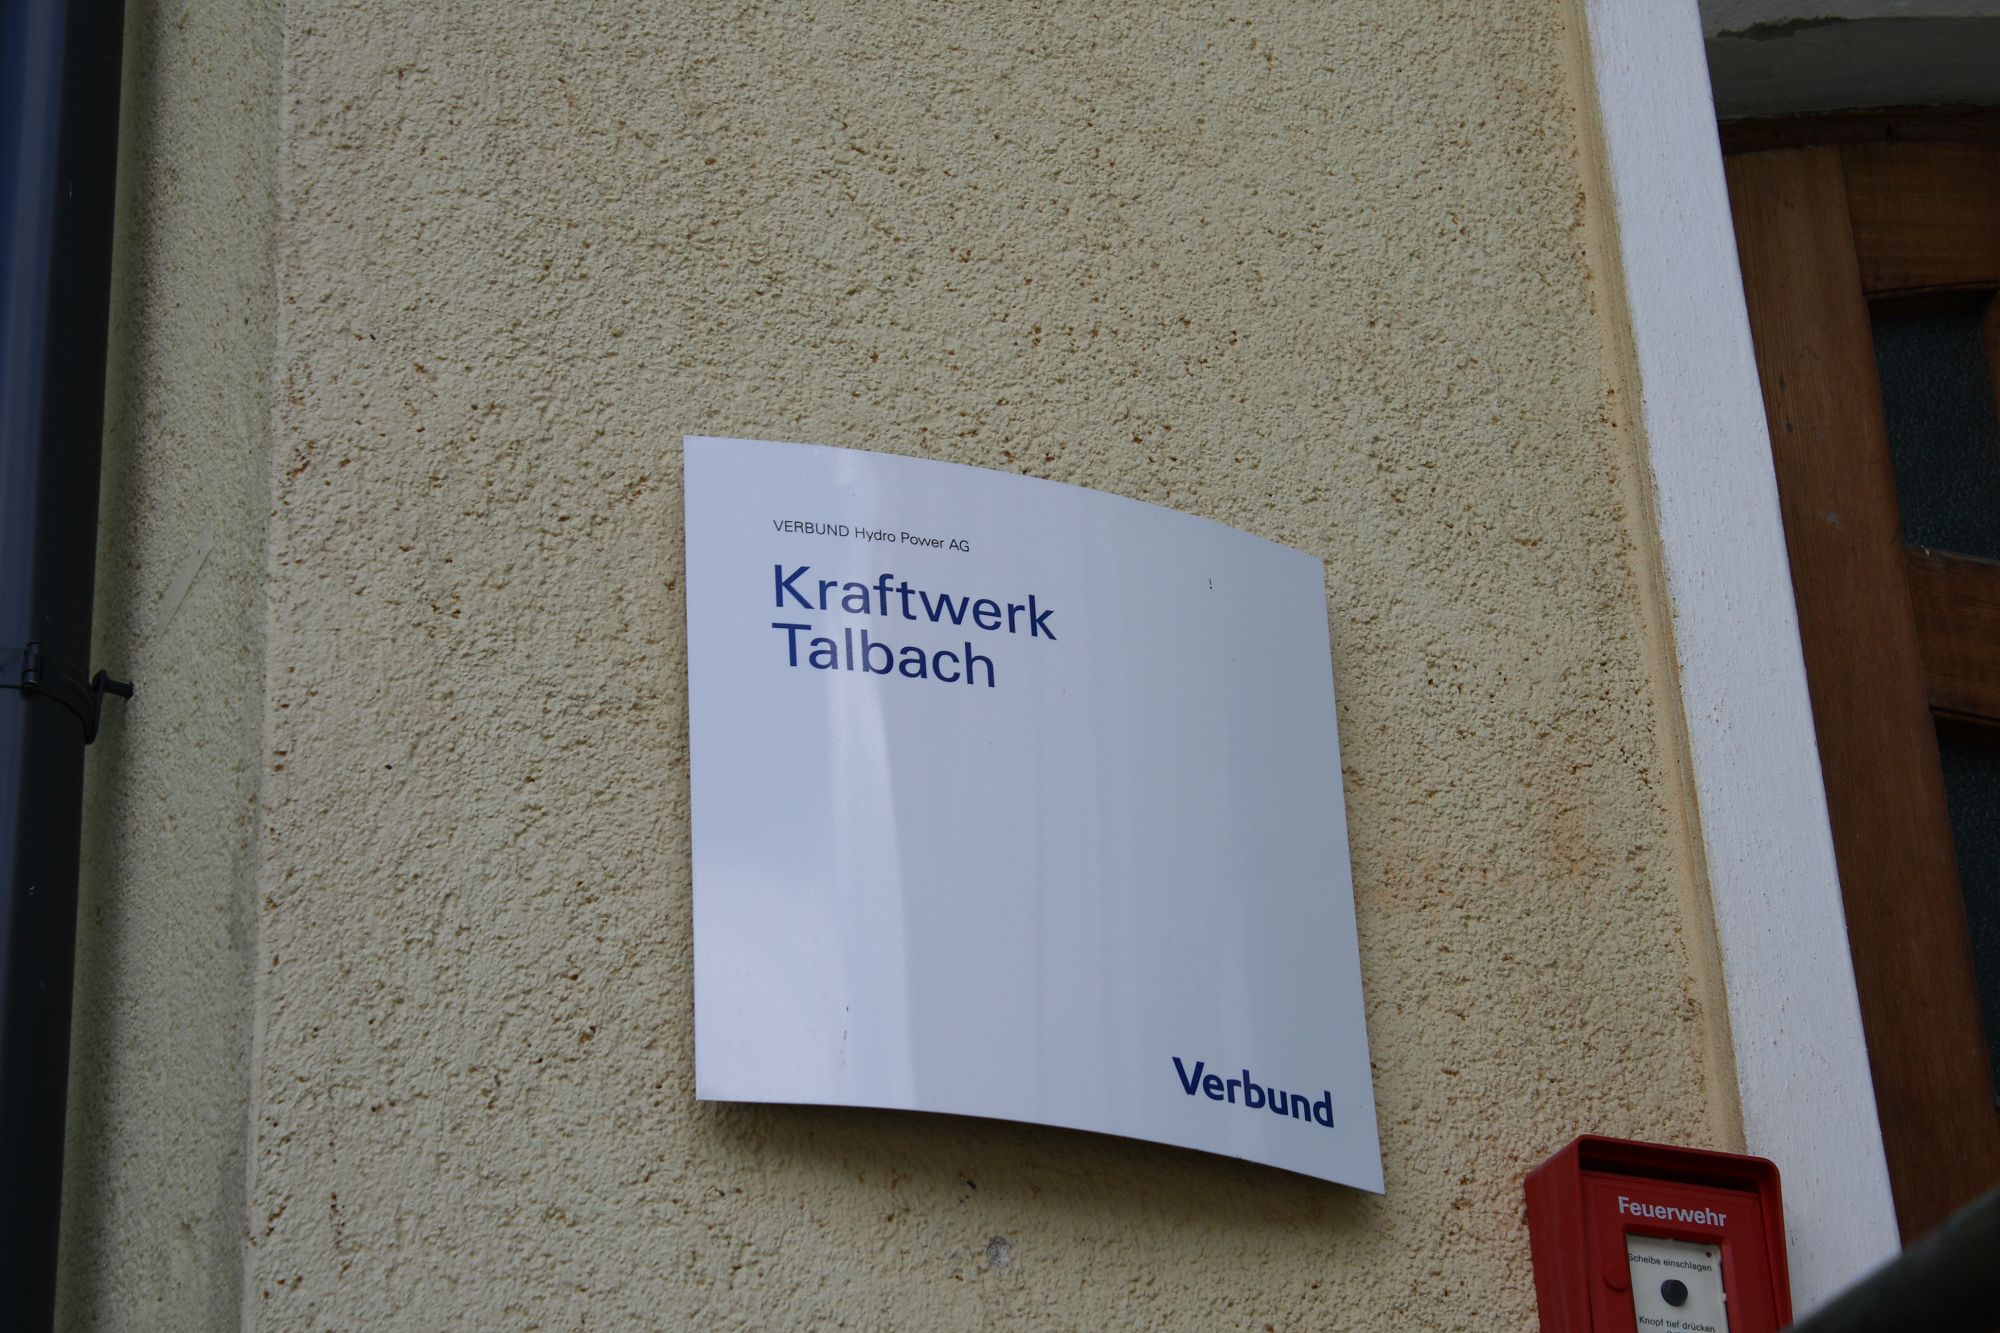 VERBUND Hydro Power AG
Kraftwerk
Talbach
Verbund
Feuerwehr
Scheibe einschlagen
Knopf tief drücken